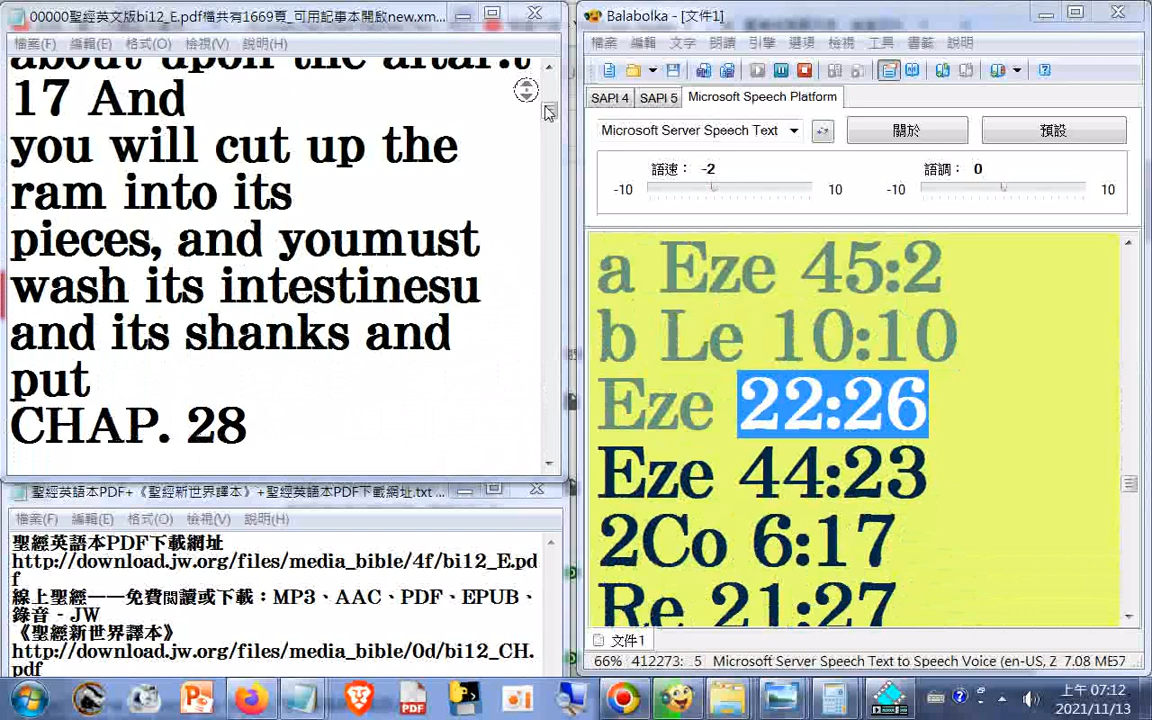 00000聖經英文版bi12_E.pdf檔共有1669頁_可用記事本開啟new.xm...
檔案(F) 編輯(E) 格式(O) 檢視(V) 說明(H)
about upon the altar.t
17 And
you will cut up the
ram into its
pieces, and youmust
wash its intestinesu
and its shanks and
put
CHAP. 28
聖經英語本PDF+《聖經新世界譯本》+聖經英語本PDF下載網址.txt ...
檔案(F) 編輯(E) 格式(O) 檢視(V) 說明(H)
聖經英語本PDF下載網址
http://download.jw.org/files/media_bible/4f/bi12_E.pd
f
線上聖經——免費閱讀或下載：MP3、AAC、PDF、EPUB、
錄音 - JW
《聖經新世界譯本》
http://download.jw.org/files/media_bible/0d/bi12_CH.
pdf
Balabolka - [文件1]
檔案 編輯 文字 朗讀 引擎 選項 檢視 工具 書籤 說明
SAPI 4 SAPI 5 Microsoft Speech Platform
Microsoft Server Speech Text 關於 預設
語速： -2 語調： 0
-10 10 -10 10
a Eze 45:2
b Le 10:10
Eze 22:26
Eze 44:23
2Co 6:17
Re 21:27
文件1
66% 412273: 5 Microsoft Server Speech Text to Speech Voice (en-US, Z 7.08 ME57
上午 07:12
2021/11/13